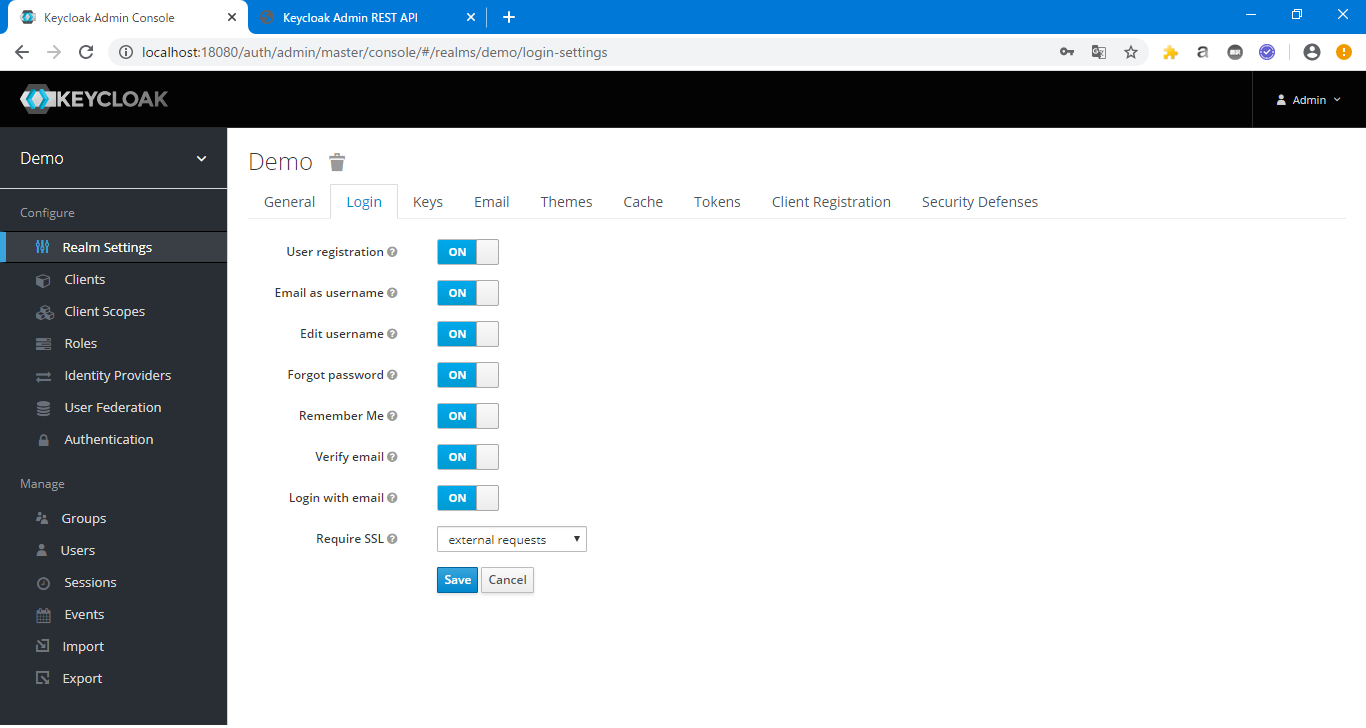 Keycloak Admin Console
Keycloak Admin REST API
localhost:18080/auth/admin/master/console/#/realms/demo/login-settings
KEYCLOAK
Admin
Demo
Configure
Realm Settings
Clients
Client Scopes
Roles
Identity Providers
User Federation
Authentication
Manage
Groups
Users
Sessions
Events
Import
Export
Demo
General Login Keys Email Themes Cache Tokens Client Registration Security Defenses
User registration ON
Email as username ON
Edit username ON
Forgot password ON
Remember Me ON
Verify email ON
Login with email ON
Require SSL external requests
Save Cancel